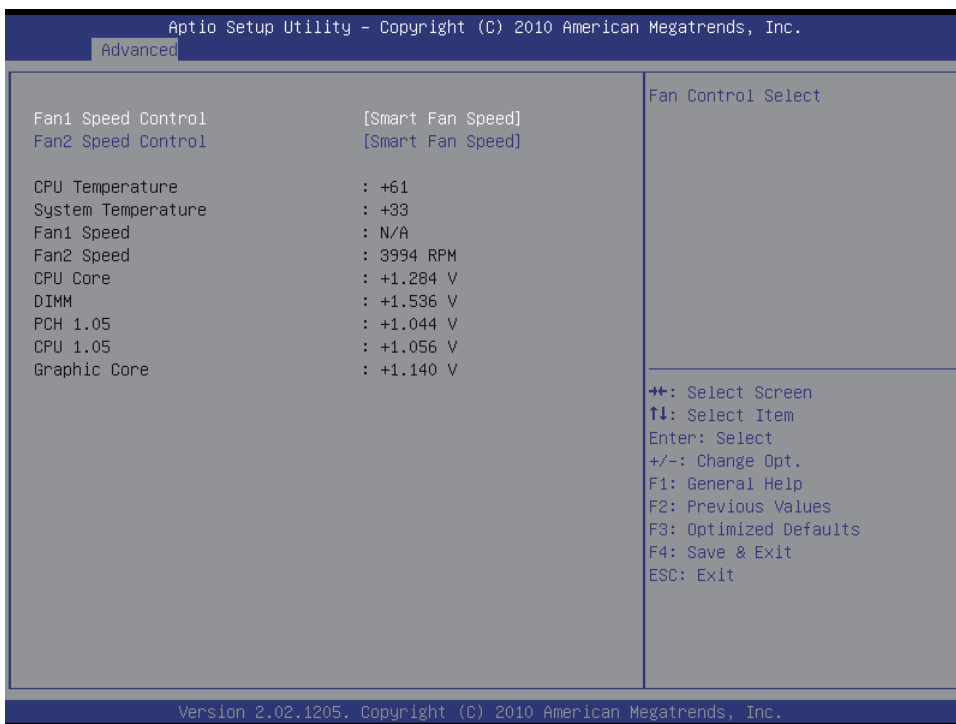 Aptio Setup Utility – Copyright (C) 2010 American Megatrends, Inc.
Advanced
Fan1 Speed Control [Smart Fan Speed]
Fan2 Speed Control [Smart Fan Speed]
CPU Temperature : +61
System Temperature : +33
Fan1 Speed : N/A
Fan2 Speed : 3994 RPM
CPU Core : +1.284 V
DIMM : +1.536 V
PCH 1.05 : +1.044 V
CPU 1.05 : +1.056 V
Graphic Core : +1.140 V
Fan Control Select
→←: Select Screen
↑↓: Select Item
Enter: Select
+/-: Change Opt.
F1: General Help
F2: Previous Values
F3: Optimized Defaults
F4: Save & Exit
ESC: Exit
Version 2.02.1205. Copyright (C) 2010 American Megatrends, Inc.